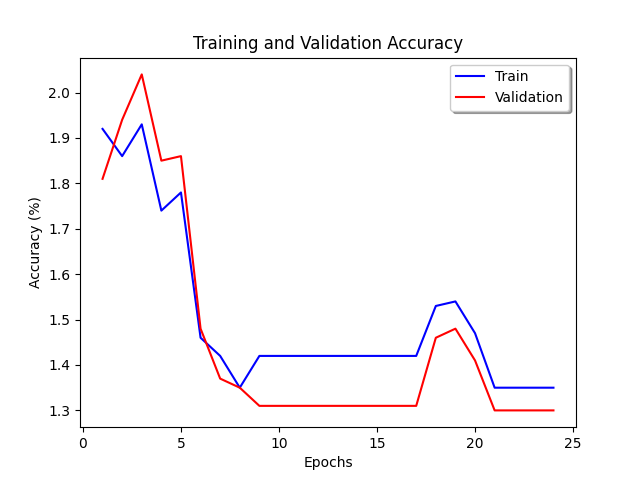 Training and Validation Accuracy
Train
Validation
Accuracy (%)
2.0
1.9
1.8
1.7
1.6
1.5
1.4
1.3
0
5
10
15
20
25
Epochs